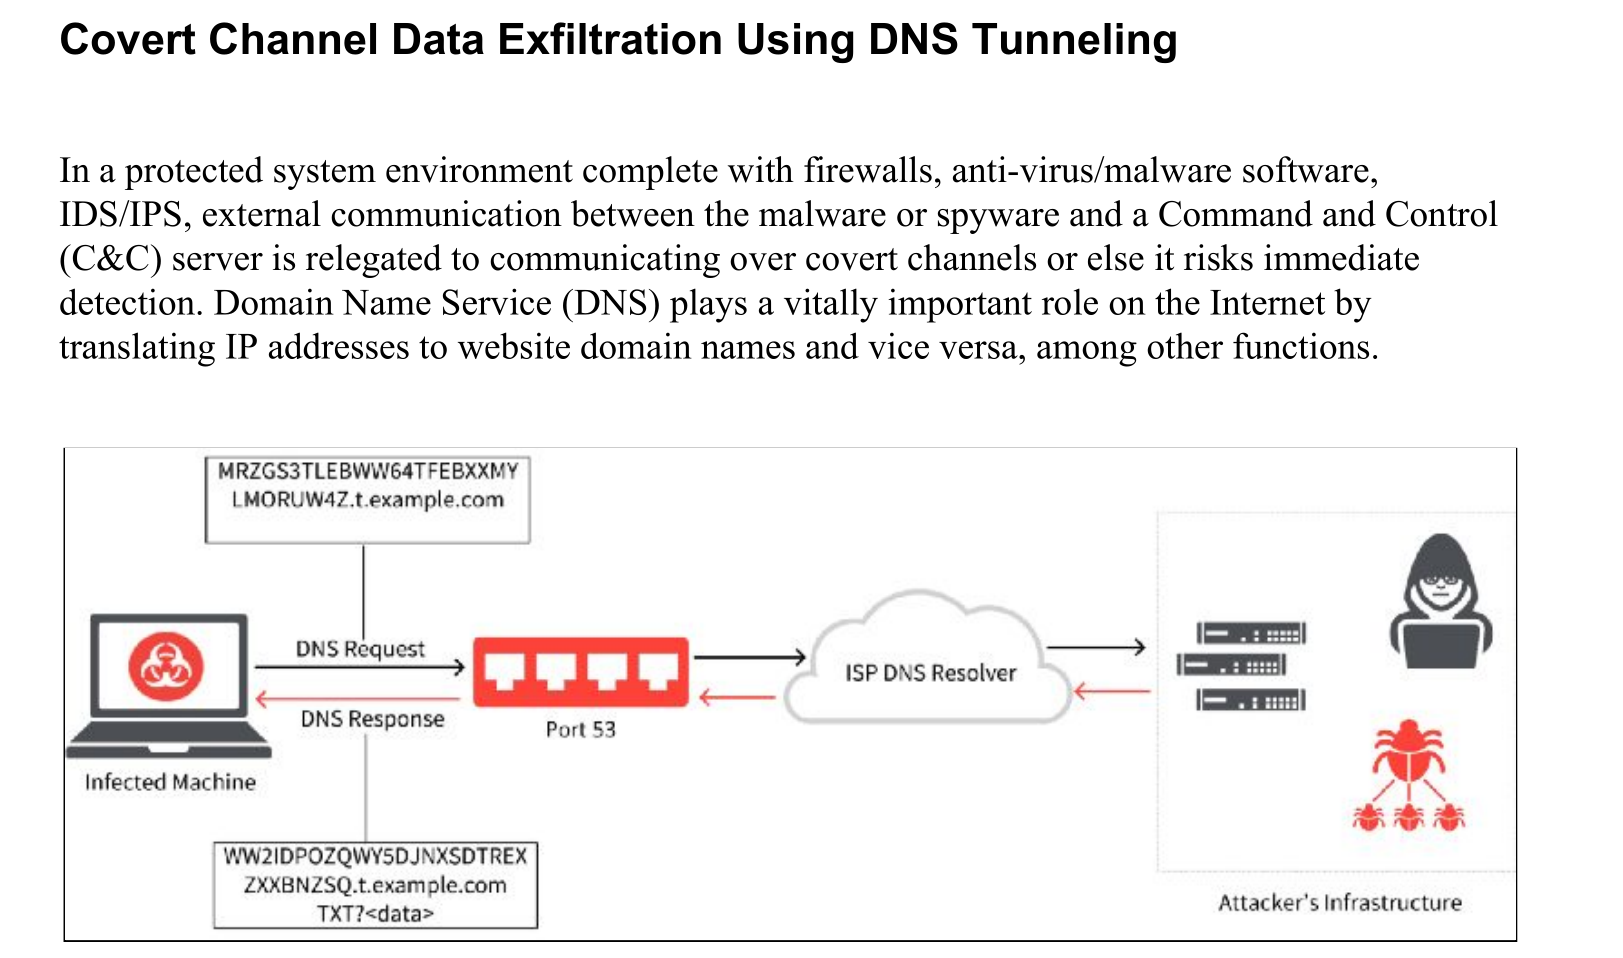 Covert Channel Data Exfiltration Using DNS Tunneling
In a protected system environment complete with firewalls, anti-virus/malware software,
IDS/IPS, external communication between the malware or spyware and a Command and Control
(C&C) server is relegated to communicating over covert channels or else it risks immediate
detection. Domain Name Service (DNS) plays a vitally important role on the Internet by
translating IP addresses to website domain names and vice versa, among other functions.
MRZGS3TLEBWW64TFEBXXMY
LMORUW4Z.t.example.com
DNS Request
DNS Response
Port 53
ISP DNS Resolver
Infected Machine
WW2IDPOZQWY5DJNXSDTREX
ZXXBNZSQ.t.example.com
TXT?<data>
Attacker's Infrastructure